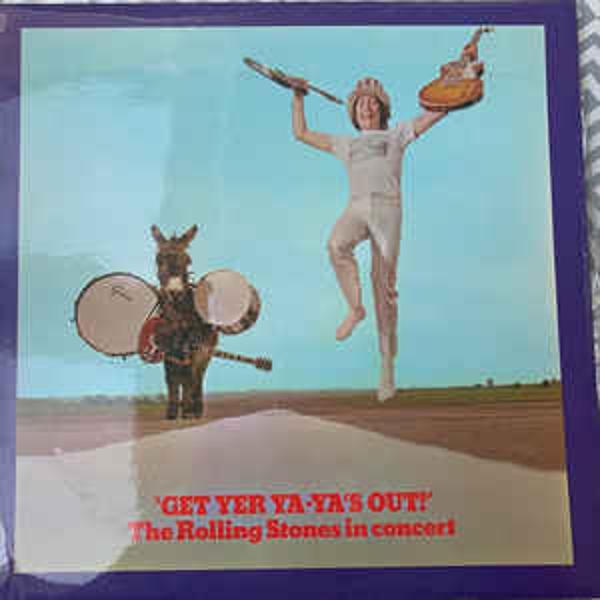 'GET YER YA-YA'S OUT!'
The Rolling Stones in concert